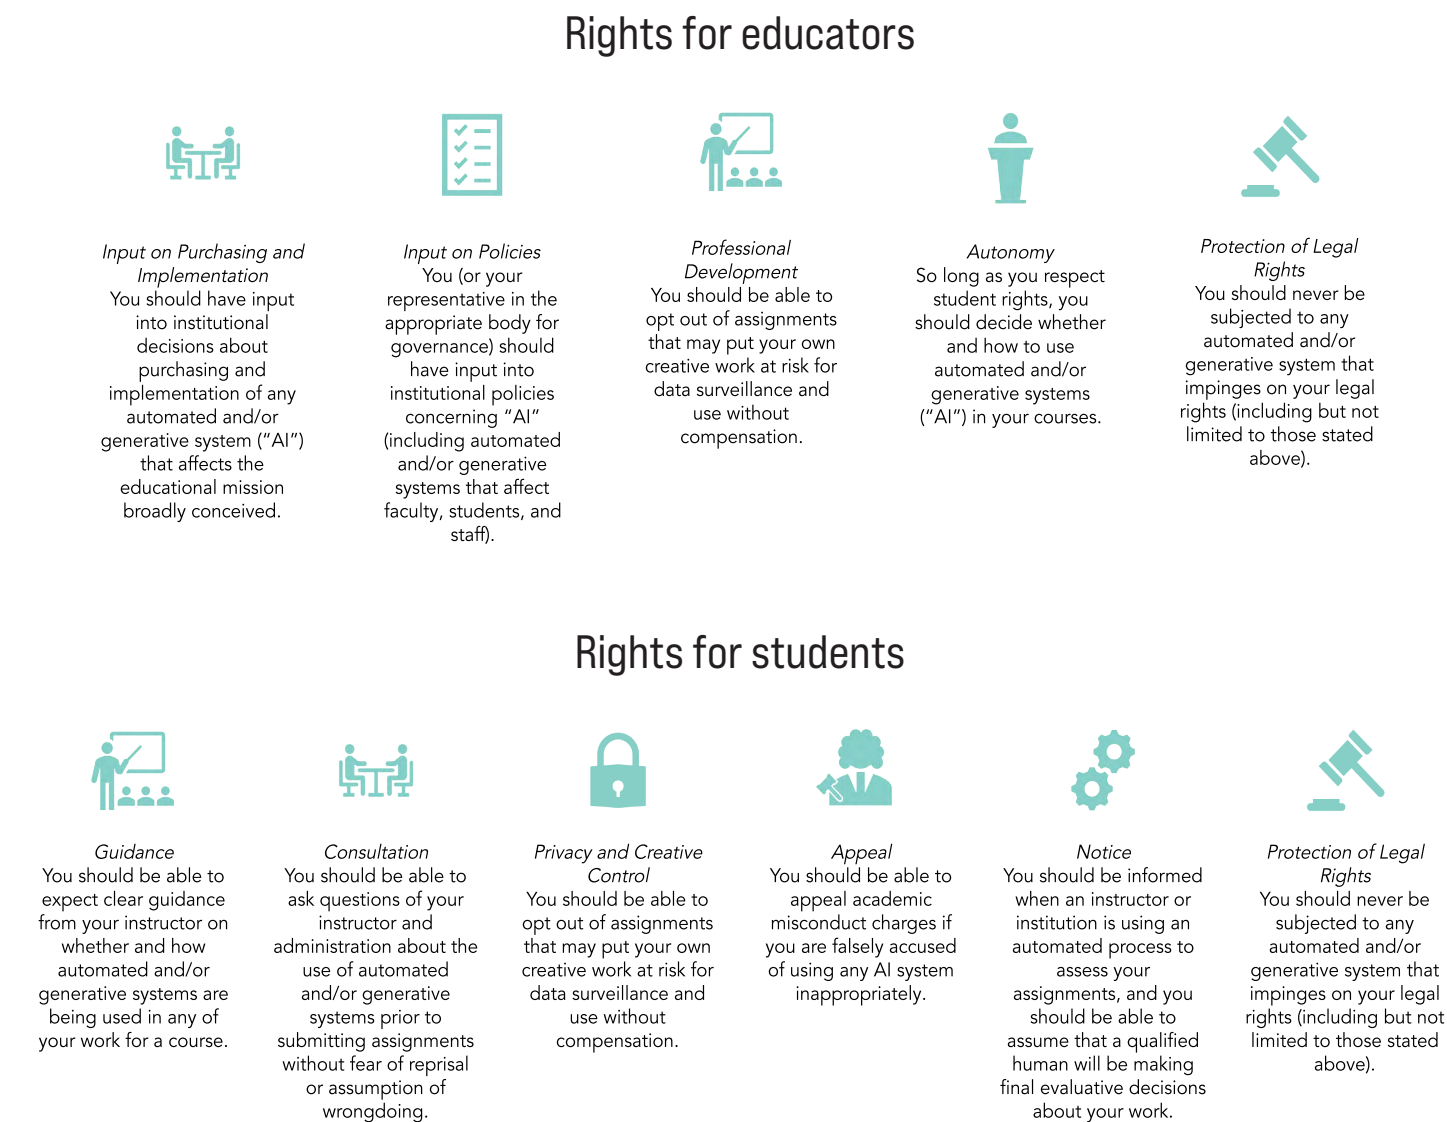 Rights for educators
Input on Purchasing and
Implementation
You should have input
into institutional
decisions about
purchasing and
implementation of any
automated and/or
generative system (“AI”)
that affects the
educational mission
broadly conceived.
Input on Policies
You (or your
representative in the
appropriate body for
governance) should
have input into
institutional policies
concerning “AI”
(including automated
and/or generative
systems that affect
faculty, students, and
staff).
Professional
Development
You should be able to
opt out of assignments
that may put your own
creative work at risk for
data surveillance and
use without
compensation.
Autonomy
So long as you respect
student rights, you
should decide whether
and how to use
automated and/or
generative systems
(“AI”) in your courses.
Protection of Legal
Rights
You should never be
subjected to any
automated and/or
generative system that
impinges on your legal
rights (including but not
limited to those stated
above).
Rights for students
Guidance
You should be able to
expect clear guidance
from your instructor on
whether and how
automated and/or
generative systems are
being used in any of
your work for a course.
Consultation
You should be able to
ask questions of your
instructor and
administration about the
use of automated
and/or generative
systems prior to
submitting assignments
without fear of reprisal
or assumption of
wrongdoing.
Privacy and Creative
Control
You should be able to
opt out of assignments
that may put your own
creative work at risk for
data surveillance and
use without
compensation.
Appeal
You should be able to
appeal academic
misconduct charges if
you are falsely accused
of using any AI system
inappropriately.
Notice
You should be informed
when an instructor or
institution is using an
automated process to
assess your
assignments, and you
should be able to
assume that a qualified
human will be making
final evaluative decisions
about your work.
Protection of Legal
Rights
You should never be
subjected to any
automated and/or
generative system that
impinges on your legal
rights (including but not
limited to those stated
above).